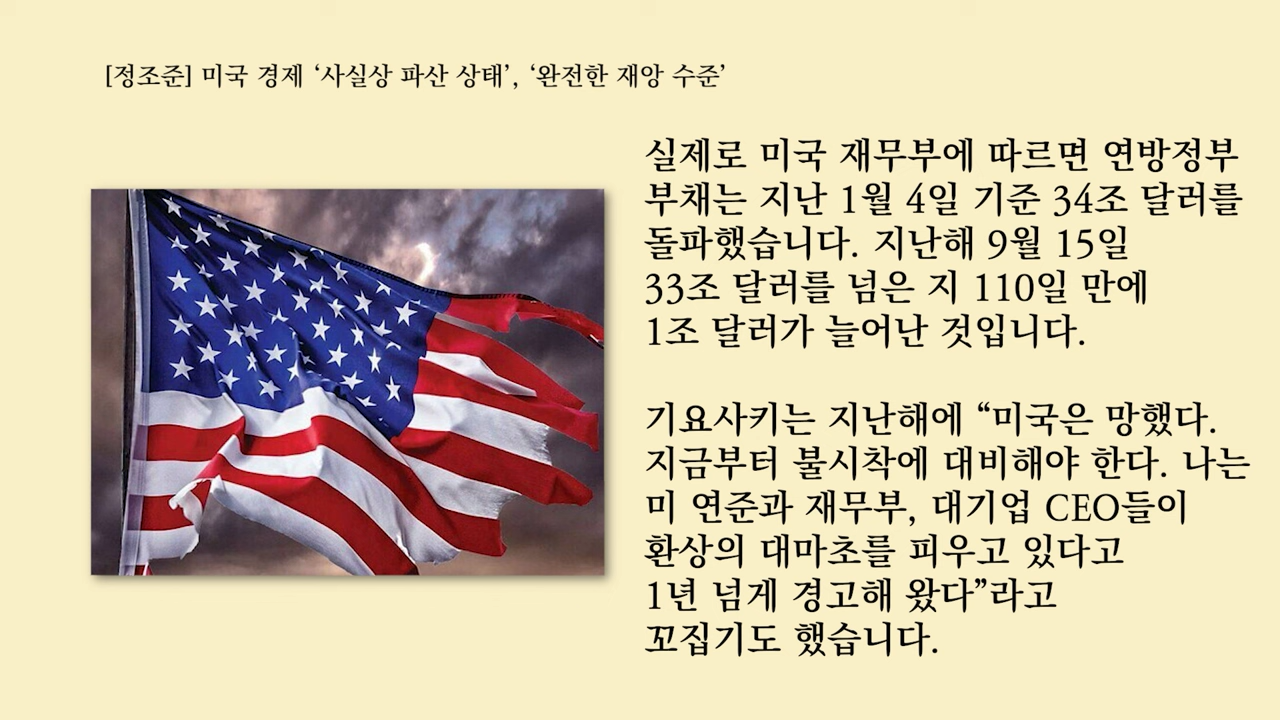 [정조준] 미국 경제 ‘사실상 파산 상태’, ‘완전한 재앙 수준’
실제로 미국 재무부에 따르면 연방정부
부채는 지난 1월 4일 기준 34조 달러를
돌파했습니다. 지난해 9월 15일
33조 달러를 넘은 지 110일 만에
1조 달러가 늘어난 것입니다.
기요사키는 지난해에 “미국은 망했다.
지금부터 불시착에 대비해야 한다. 나는
미 연준과 재무부, 대기업 CEO들이
환상의 대마초를 피우고 있다고
1년 넘게 경고해 왔다”라고
꼬집기도 했습니다.